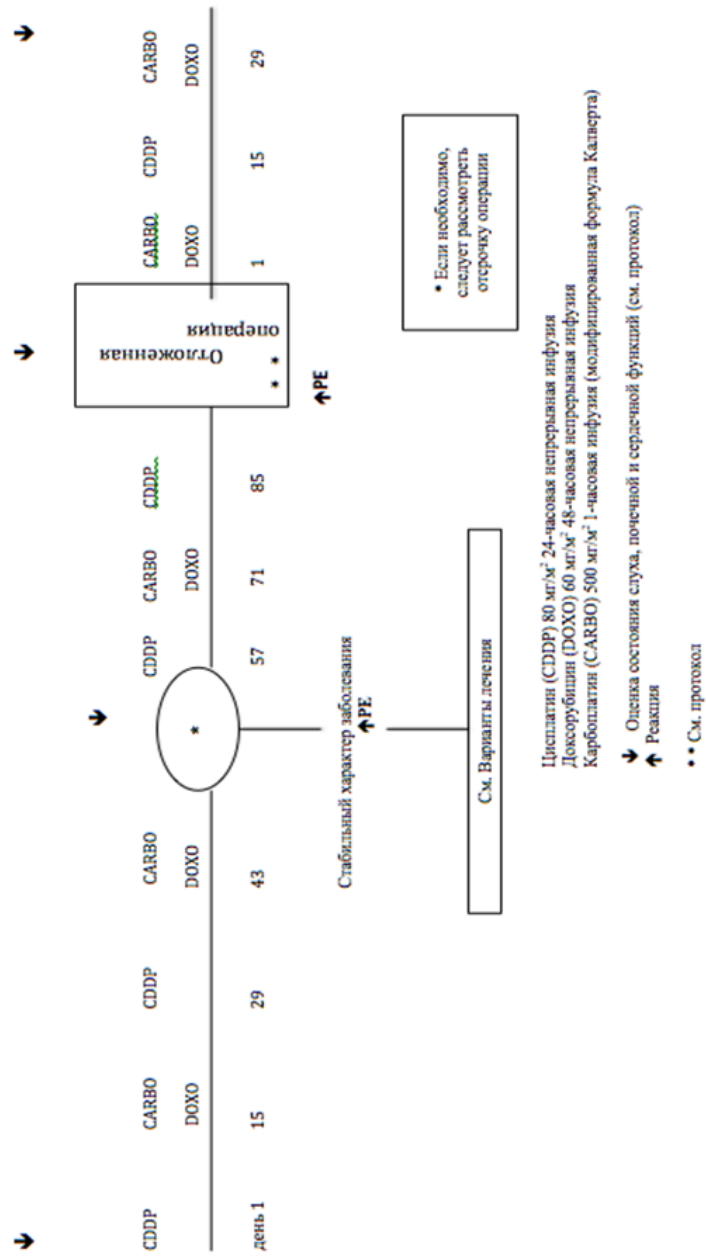 CDDP CARBO CDDP CARBO CDDP CARBO CDDP CARBO CDDP CARBO
DOXO DOXO DOXO DOXO DOXO
день 1 15 29 43 57 71 85 1 15 29
*
Отложенная
операция
* *
PE
Стабильный характер заболевания
PE
* Если необходимо,
следует рассмотреть
отсрочку операции
См. Варианты лечения
Цисплатин (CDDP) 80 мг/м² 24-часовая непрерывная инфузия
Доксорубицин (DOXO) 60 мг/м² 48-часовая непрерывная инфузия
Карбоплатин (CARBO) 500 мг/м² 1-часовая инфузия (модифицированная формула Калверта)
Оценка состояния слуха, почечной и сердечной функций (см. протокол)
Реакция
* * См. протокол